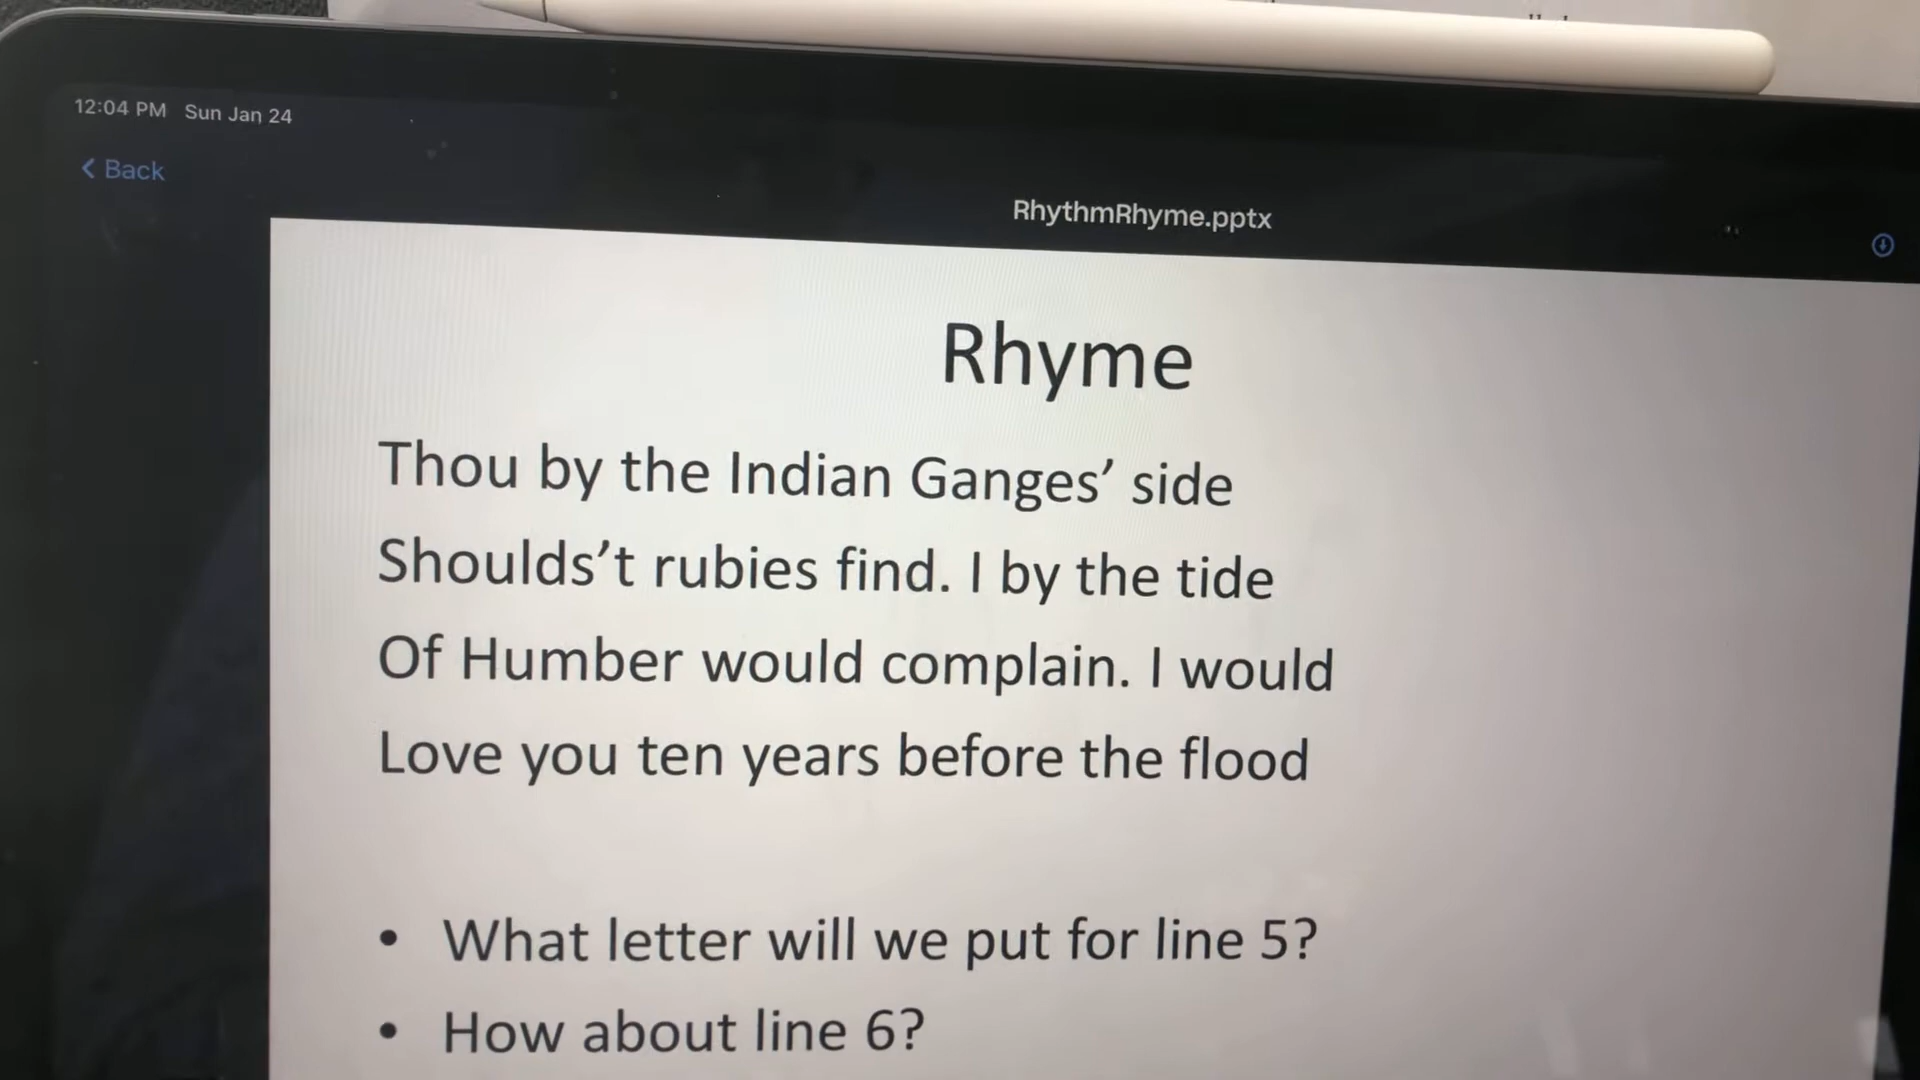 12:04 PM Sun Jan 24
Back
RhythmRhyme.pptx
Rhyme
Thou by the Indian Ganges’ side
Shoulds’t rubies find. I by the tide
Of Humber would complain. I would
Love you ten years before the flood
• What letter will we put for line 5?
• How about line 6?